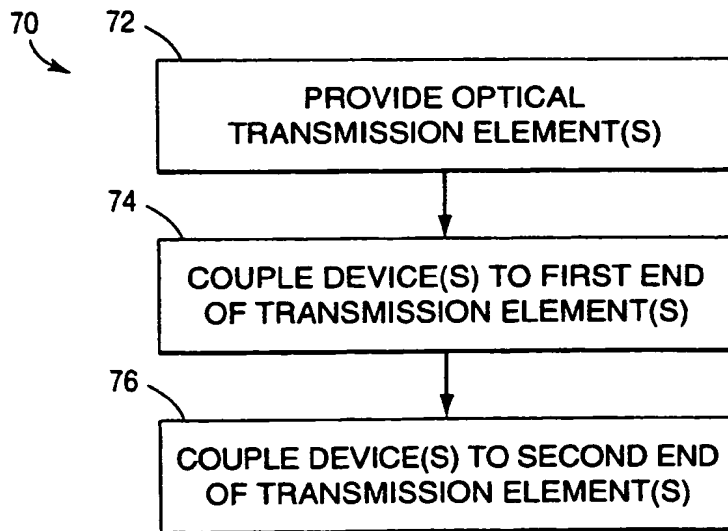 70
72
PROVIDE OPTICAL
TRANSMISSION ELEMENT(S)
74
COUPLE DEVICE(S) TO FIRST END
OF TRANSMISSION ELEMENT(S)
76
COUPLE DEVICE(S) TO SECOND END
OF TRANSMISSION ELEMENT(S)